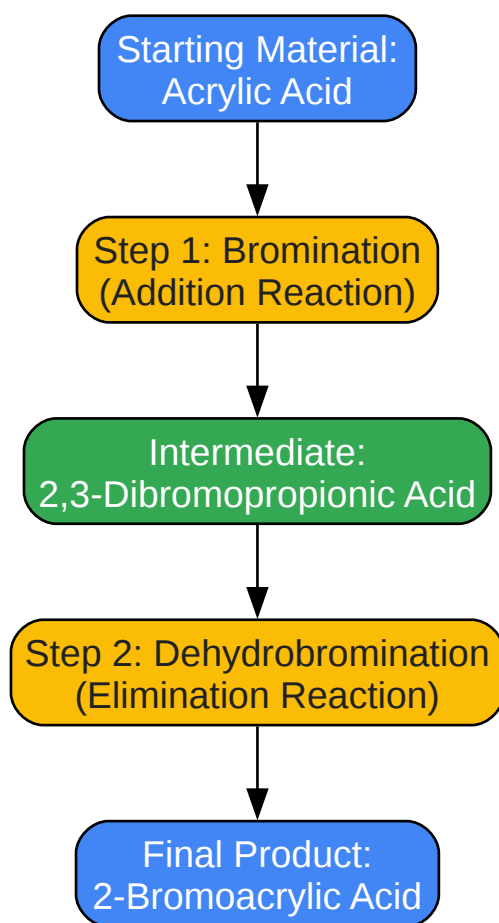 Starting Material:
Acrylic Acid
Step 1: Bromination
(Addition Reaction)
Intermediate:
2,3-Dibromopropionic Acid
Step 2: Dehydrobromination
(Elimination Reaction)
Final Product:
2-Bromoacrylic Acid